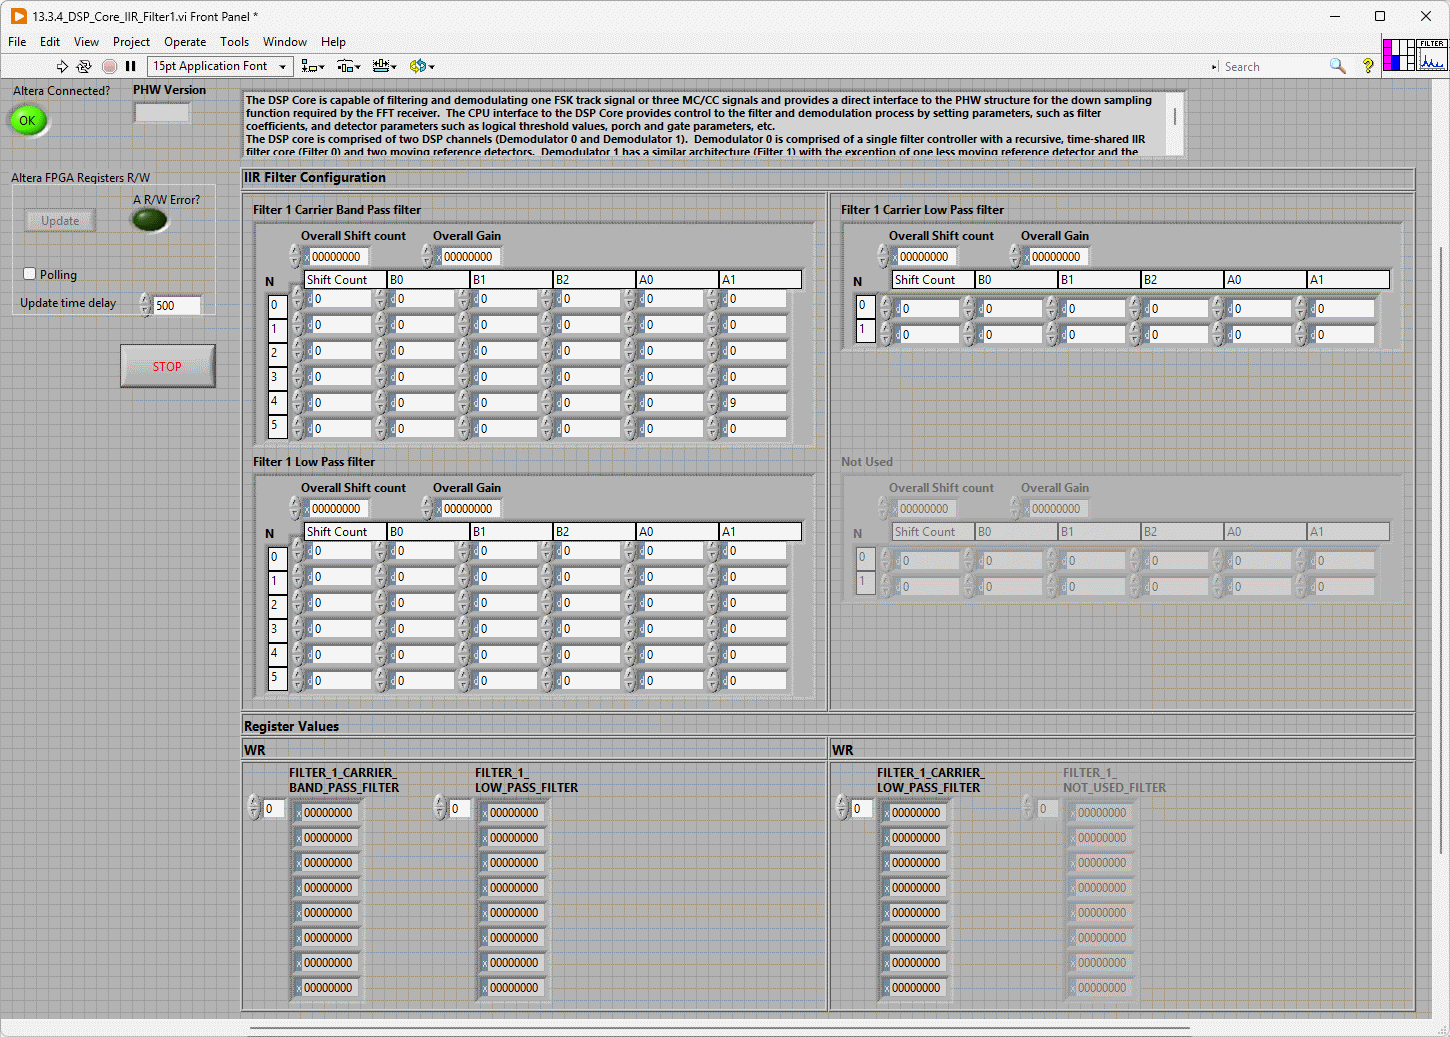 13.3.4_DSP_Core_IIR_Filter1.vi Front Panel *
File Edit View Project Operate Tools Window Help
15pt Application Font
Search
FILTER
Altera Connected?
PHW Version
OK
The DSP Core is capable of filtering and demodulating one FSK track signal or three MC/CC signals and provides a direct interface to the PHW structure for the down sampling
function required by the FFT receiver. The CPU interface to the DSP Core provides control to the filter and demodulation process by setting parameters, such as filter
coefficients, and detector parameters such as logical threshold values, porch and gate parameters, etc.
The DSP core is comprised of two DSP channels (Demodulator 0 and Demodulator 1). Demodulator 0 is comprised of a single filter controller with a recursive, time-shared IIR
filter core (Filter 0) and two moving reference detectors. Demodulator 1 has a similar architecture (Filter 1) with the exception of one less moving reference detector and the
Altera FPGA Registers R/W
A R/W Error?
Update
Polling
Update time delay 500
STOP
IIR Filter Configuration
Filter 1 Carrier Band Pass filter
Overall Shift count Overall Gain
x 00000000 x 00000000
N Shift Count B0 B1 B2 A0 A1
0 d 0 d 0 d 0 d 0 d 0 d 0
1 d 0 d 0 d 0 d 0 d 0 d 0
2 d 0 d 0 d 0 d 0 d 0 d 0
3 d 0 d 0 d 0 d 0 d 0 d 0
4 d 0 d 0 d 0 d 0 d 0 d 9
5 d 0 d 0 d 0 d 0 d 0 d 0
Filter 1 Carrier Low Pass filter
Overall Shift count Overall Gain
x 00000000 x 00000000
N Shift Count B0 B1 B2 A0 A1
0 d 0 d 0 d 0 d 0 d 0 d 0
1 d 0 d 0 d 0 d 0 d 0 d 0
Filter 1 Low Pass filter
Overall Shift count Overall Gain
x 00000000 x 00000000
N Shift Count B0 B1 B2 A0 A1
0 d 0 d 0 d 0 d 0 d 0 d 0
1 d 0 d 0 d 0 d 0 d 0 d 0
2 d 0 d 0 d 0 d 0 d 0 d 0
3 d 0 d 0 d 0 d 0 d 0 d 0
4 d 0 d 0 d 0 d 0 d 0 d 0
5 d 0 d 0 d 0 d 0 d 0 d 0
Not Used
Overall Shift count Overall Gain
x 00000000 x 00000000
N Shift Count B0 B1 B2 A0 A1
0 d 0 d 0 d 0 d 0 d 0 d 0
1 d 0 d 0 d 0 d 0 d 0 d 0
Register Values
WR
FILTER_1_CARRIER_
BAND_PASS_FILTER
0 x 00000000
x 00000000
x 00000000
x 00000000
x 00000000
x 00000000
x 00000000
x 00000000
FILTER_1_
LOW_PASS_FILTER
0 x 00000000
x 00000000
x 00000000
x 00000000
x 00000000
x 00000000
x 00000000
x 00000000
WR
FILTER_1_CARRIER_
LOW_PASS_FILTER
0 x 00000000
x 00000000
x 00000000
x 00000000
x 00000000
x 00000000
x 00000000
x 00000000
FILTER_1_
NOT_USED_FILTER
0 x 00000000
x 00000000
x 00000000
x 00000000
x 00000000
x 00000000
x 00000000
x 00000000